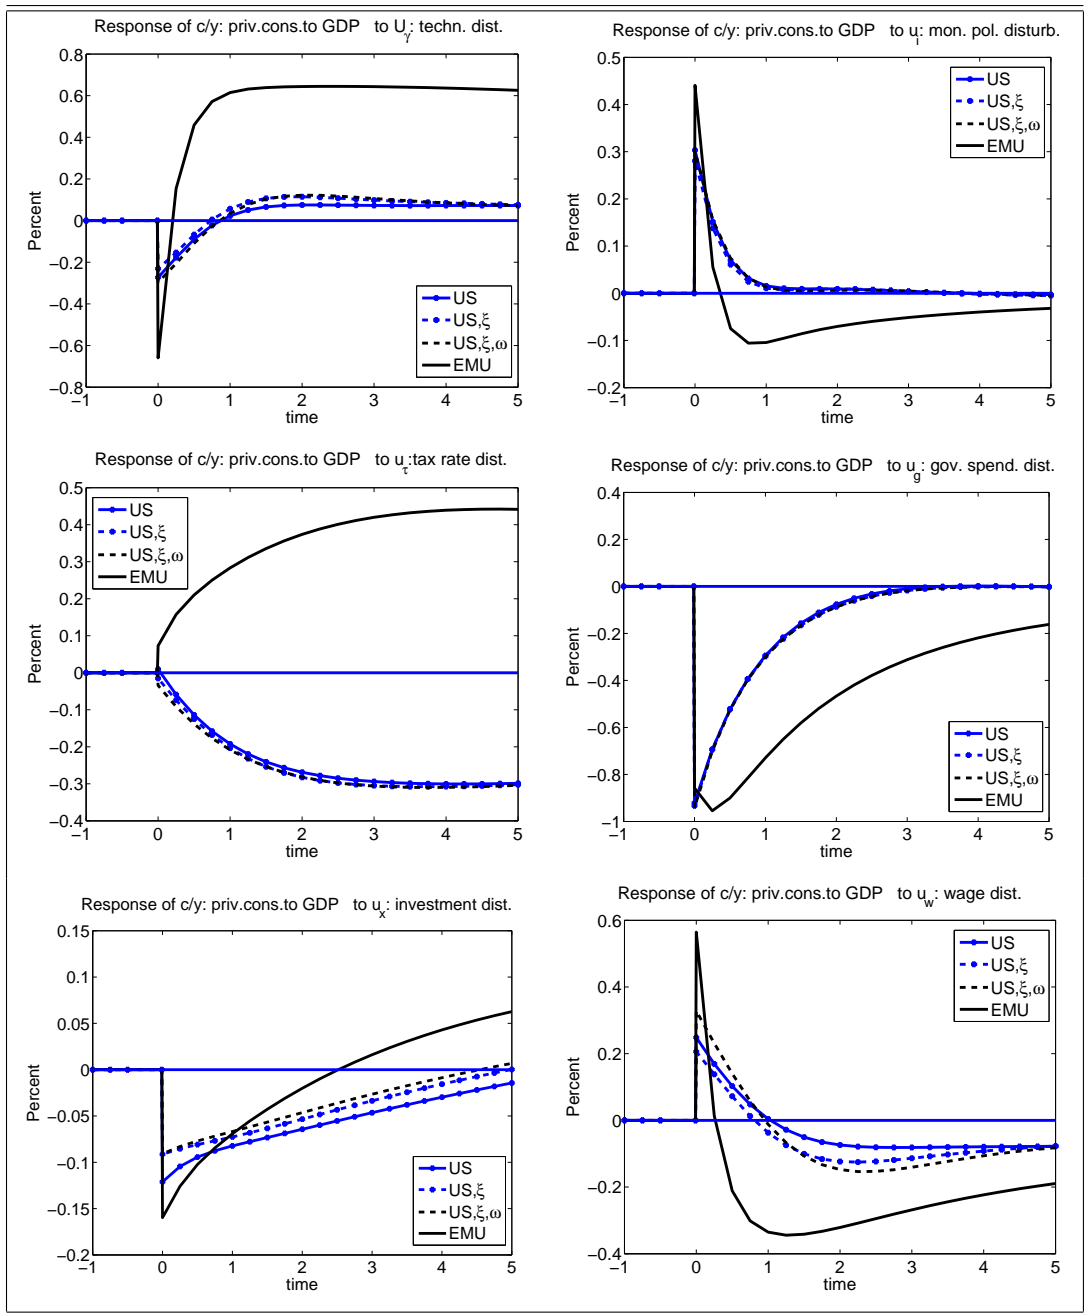 Response of c/y: priv.cons.to GDP to Uγ: techn. dist.
0.8
0.6
0.4
0.2
0
−0.2
−0.4
−0.6
−0.8
Percent
US
US,ξ
US,ξ,ω
EMU
−1 0 1 2 3 4 5
time
Response of c/y: priv.cons.to GDP to ui: mon. pol. disturb.
0.5
0.4
0.3
0.2
0.1
0
−0.1
−0.2
Percent
US
US,ξ
US,ξ,ω
EMU
−1 0 1 2 3 4 5
time
Response of c/y: priv.cons.to GDP to uτ:tax rate dist.
0.5
0.4
0.3
0.2
0.1
0
−0.1
−0.2
−0.3
−0.4
Percent
US
US,ξ
US,ξ,ω
EMU
−1 0 1 2 3 4 5
time
Response of c/y: priv.cons.to GDP to ug: gov. spend. dist.
0.4
0.2
0
−0.2
−0.4
−0.6
−0.8
−1
Percent
US
US,ξ
US,ξ,ω
EMU
−1 0 1 2 3 4 5
time
Response of c/y: priv.cons.to GDP to ux: investment dist.
0.15
0.1
0.05
0
−0.05
−0.1
−0.15
−0.2
Percent
US
US,ξ
US,ξ,ω
EMU
−1 0 1 2 3 4 5
time
Response of c/y: priv.cons.to GDP to uw: wage dist.
0.6
0.4
0.2
0
−0.2
−0.4
Percent
US
US,ξ
US,ξ,ω
EMU
−1 0 1 2 3 4 5
time